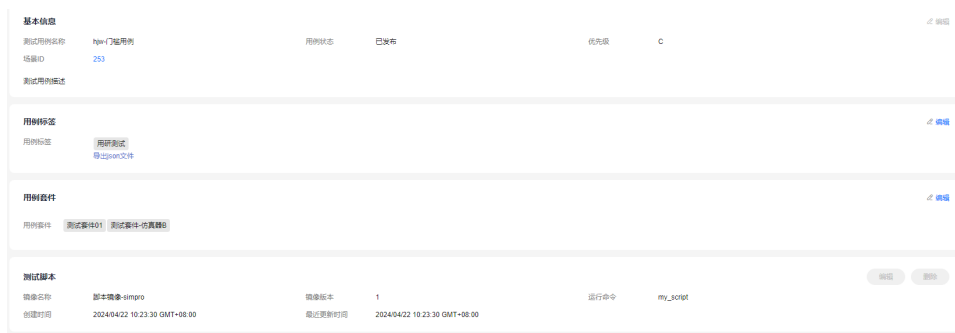 基本信息
编辑
测试用例名称 hjw-门槛用例 用例状态 已发布 优先级 C
场景ID 253
测试用例描述
用例标签
编辑
用例标签 用研测试
导出json文件
用例套件
编辑
用例套件 测试套件01 测试套件-仿真器B
测试脚本
编辑 删除
镜像名称 脚本镜像-simpro 镜像版本 1 运行命令 my_script
创建时间 2024/04/22 10:23:30 GMT+08:00 最近更新时间 2024/04/22 10:23:30 GMT+08:00